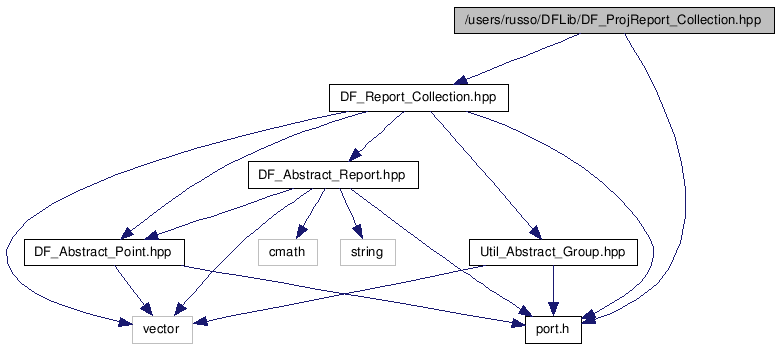 /users/russo/DFLib/DF_ProjReport_Collection.hpp
DF_Report_Collection.hpp
DF_Abstract_Report.hpp
DF_Abstract_Point.hpp
cmath
string
Util_Abstract_Group.hpp
vector
port.h